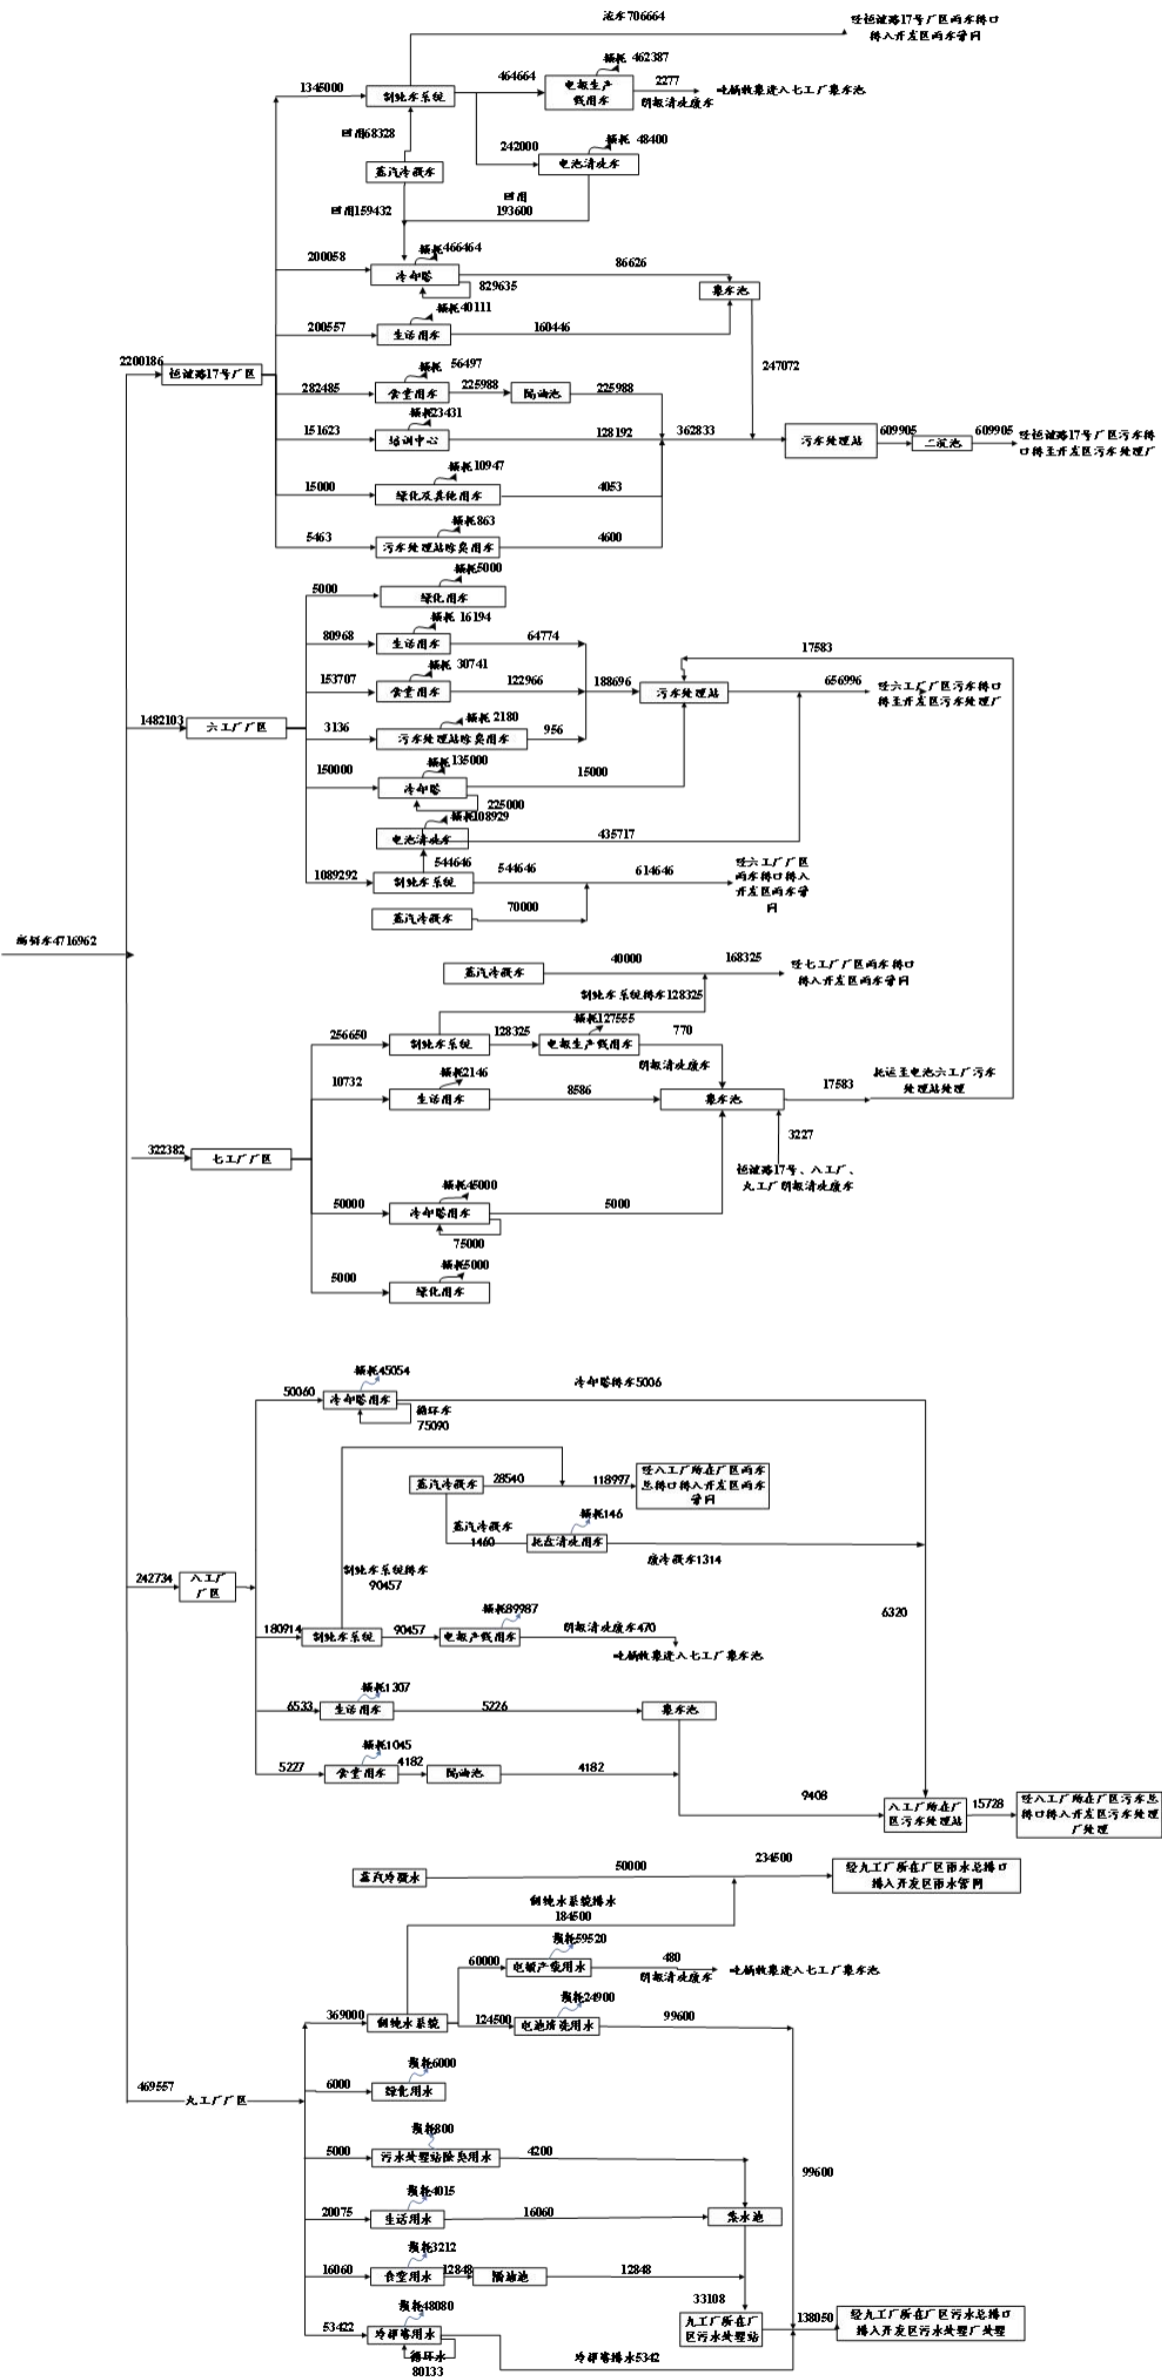 浓水706664
经锦波路17号厂区雨水排口
排入开发区雨水管网
损耗 462387
1345000
制纯水系统
464664
电极生产
线用水
2277
阴极清洗废水
吨桶收集进入七工厂集水池
回用68328
242000
损耗 48400
电池清洗水
蒸汽冷凝水
回用159432
回用
193600
损耗466464
200058
冷却塔
829635
86626
集水池
损耗40111
200557
生活用水
160446
247072
2200186
17号厂区
损耗 56497
282485
食堂用水
225988
隔油池
225988
损耗23431
151623
培训中心
128192
362833
污水处理站
609905
二沉池
609905
17号厂区污水排
口排至开发区污水处理厂
损耗10947
15000
绿化及其他用水
4053
损耗863
5463
污水处理站除臭用水
4600
损耗5000
5000
绿化用水
损耗 16194
80968
生活用水
64774
17583
损耗 30741
153707
食堂用水
122966
188696
污水处理站
656996
经六工厂厂区污水排口
排至开发区污水处理厂
1482103
六工厂厂区
损耗 2180
3136
污水处理站除臭用水
956
损耗135000
150000
冷却塔
225000
15000
损耗108929
电池清洗水
435717
544646
1089292
制纯水系统
544646
614646
经六工厂厂区
雨水排口排入
开发区雨水管
网
蒸汽冷凝水
70000
新鲜水4716962
蒸汽冷凝水
40000
168325
经七工厂厂区雨水排口
排入开发区雨水管网
制纯水系统排水128325
损耗127555
256650
制纯水系统
128325
电极生产线用水
770
阴极清洗废水
损耗2146
10732
生活用水
8586
集水池
17583
托运至电池六工厂污水
处理站处理
322382
七工厂厂区
3227
17号、八工厂、
九工厂阴极清洗废水
损耗45000
50000
冷却塔用水
75000
5000
损耗5000
5000
绿化用水
损耗45054
50060
冷却塔用水
循环水
75090
冷却塔排水5006
蒸汽冷凝水
28540
118997
经八工厂所在厂区雨水
总排口排入开发区雨水
管网
蒸汽冷凝水
1460
损耗146
托盘清洗用水
废冷凝水1314
制纯水系统排水
90457
242734
八工厂
厂区
6320
损耗89987
180914
制纯水系统
90457
电极产线用水
阴极清洗废水470
吨桶收集进入七工厂集水池
损耗1307
6533
生活用水
5226
集水池
损耗1045
5227
食堂用水
4182
隔油池
4182
9408
八工厂所在厂
区污水处理站
15728
经八工厂所在厂区污水总
排口排入开发区污水处理
厂处理
蒸汽冷凝水
50000
234500
经九工厂所在厂区雨水总排口
排入开发区雨水管网
制纯水系统排水
184500
损耗59520
60000
电极产线用水
480
阴极清洗废水
吨桶收集进入七工厂集水池
369000
制纯水系统
损耗24900
124500
电池清洗用水
99600
损耗6000
6000
绿化用水
469557
九工厂厂区
损耗800
5000
污水处理站除臭用水
4200
99600
损耗4015
20075
生活用水
16060
集水池
损耗3212
16060
食堂用水
12848
隔油池
12848
33108
损耗48080
53422
冷却塔用水
循环水
80133
九工厂所在厂
区污水处理站
138050
经九工厂所在厂区污水总排口
排入开发区污水处理厂处理
冷却塔排水5342